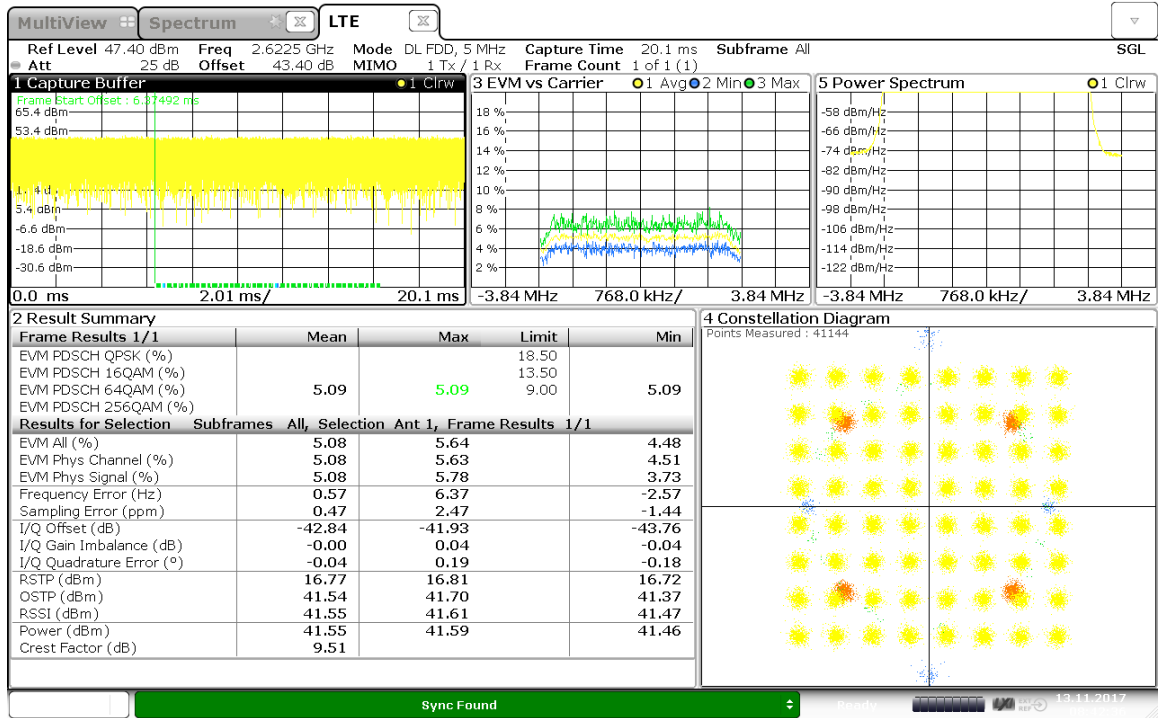 MultiView Spectrum LTE
Ref Level 47.40 dBm Freq 2.6225 GHz Mode DL FDD, 5 MHz Capture Time 20.1 ms Subframe All SGL
Att 25 dB Offset 43.40 dB MIMO 1 Tx / 1 Rx Frame Count 1 of 1 (1)
1 Capture Buffer 1 Clrw
Frame Start Offset : 6.37492 ms
65.4 dBm
53.4 dBm
5.4 dBm
-6.6 dBm
-18.6 dBm
-30.6 dBm
0.0 ms 2.01 ms/ 20.1 ms
3 EVM vs Carrier 1 Avg 2 Min 3 Max
18 %
16 %
14 %
12 %
10 %
8 %
6 %
4 %
2 %
-3.84 MHz 768.0 kHz/ 3.84 MHz
5 Power Spectrum 1 Clrw
-58 dBm/Hz
-66 dBm/Hz
-74 dBm/Hz
-82 dBm/Hz
-90 dBm/Hz
-98 dBm/Hz
-106 dBm/Hz
-114 dBm/Hz
-122 dBm/Hz
-3.84 MHz 768.0 kHz/ 3.84 MHz
2 Result Summary
Frame Results 1/1 Mean Max Limit Min
EVM PDSCH QPSK (%) 18.50
EVM PDSCH 16QAM (%) 13.50
EVM PDSCH 64QAM (%) 5.09 5.09 9.00 5.09
EVM PDSCH 256QAM (%)
Results for Selection Subframes All, Selection Ant 1, Frame Results 1/1
EVM All (%) 5.08 5.64 4.48
EVM Phys Channel (%) 5.08 5.63 4.51
EVM Phys Signal (%) 5.08 5.78 3.73
Frequency Error (Hz) 0.57 6.37 -2.57
Sampling Error (ppm) 0.47 2.47 -1.44
I/Q Offset (dB) -42.84 -41.93 -43.76
I/Q Gain Imbalance (dB) -0.00 0.04 -0.04
I/Q Quadrature Error (°) -0.04 0.19 -0.18
RSTP (dBm) 16.77 16.81 16.72
OSTP (dBm) 41.54 41.70 41.37
RSSI (dBm) 41.55 41.61 41.47
Power (dBm) 41.55 41.59 41.46
Crest Factor (dB) 9.51
4 Constellation Diagram
Points Measured : 41144
Sync Found
Ready
13.11.2017